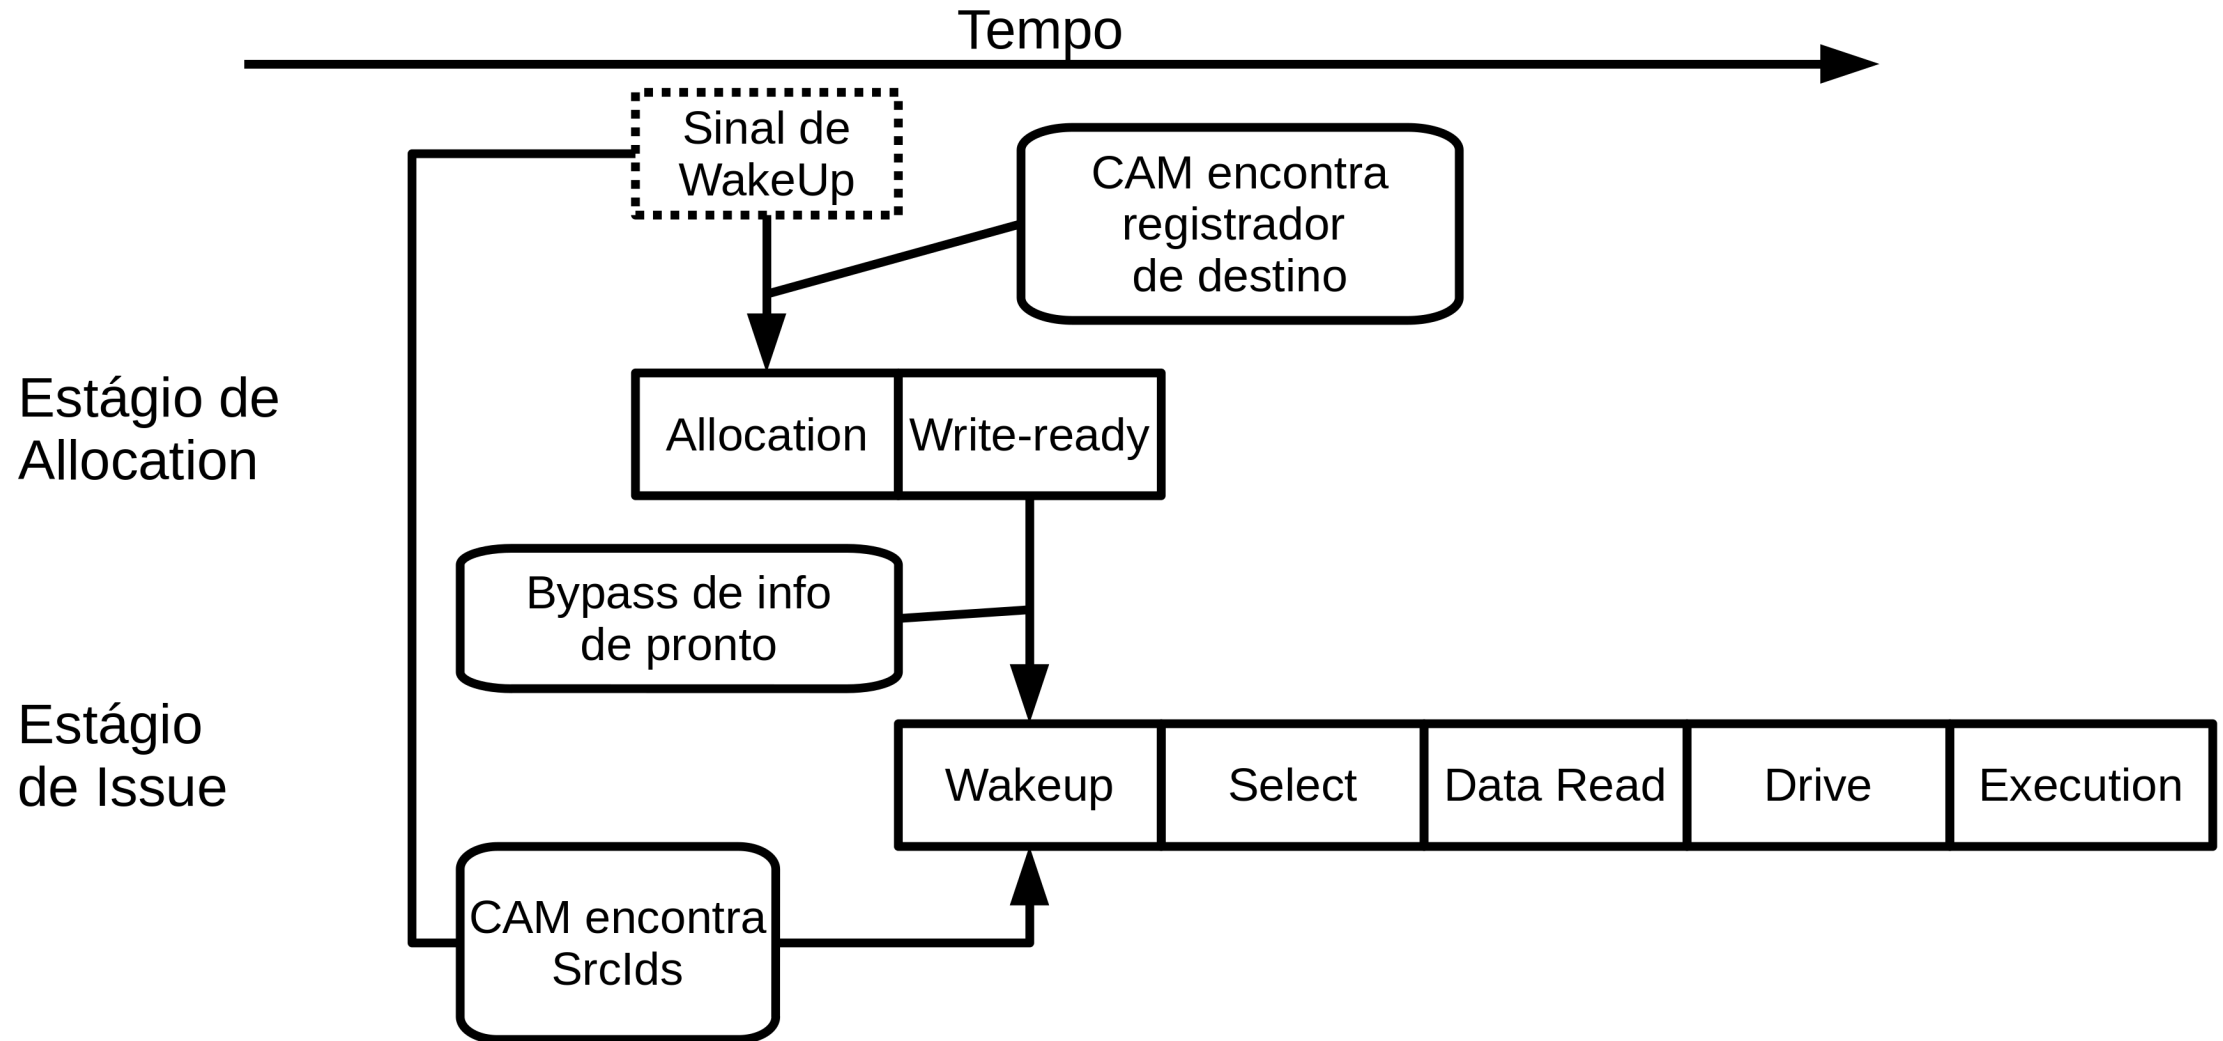 Tempo
Sinal de
WakeUp
CAM encontra
registrador
de destino
Estágio de
Allocation
Allocation
Write-ready
Bypass de info
de pronto
Estágio
de Issue
Wakeup
Select
Data Read
Drive
Execution
CAM encontra
SrcIds